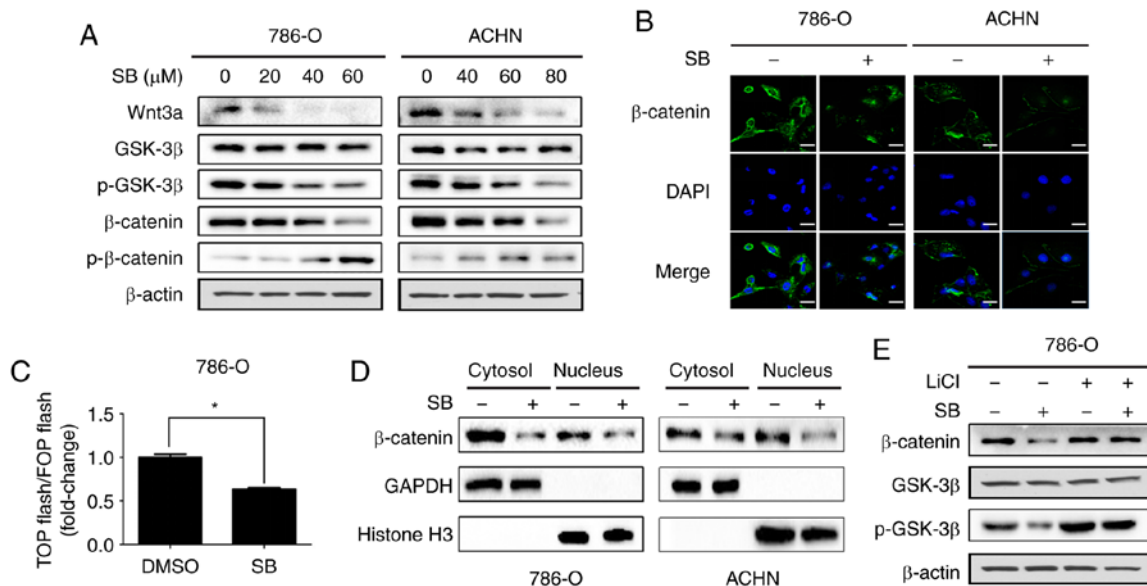 A
786-O
ACHN
SB (μM) 0 20 40 60 0 40 60 80
Wnt3a
GSK-3β
p-GSK-3β
β-catenin
p-β-catenin
β-actin
B
786-O
ACHN
SB − + − +
β-catenin
DAPI
Merge
C
786-O
TOP flash/FOP flash
(fold-change)
1.5
1.0
0.5
0.0
*
DMSO SB
D
Cytosol Nucleus Cytosol Nucleus
SB − + − + − + − +
β-catenin
GAPDH
Histone H3
786-O
ACHN
E
786-O
LiCl − − + +
SB − + − +
β-catenin
GSK-3β
p-GSK-3β
β-actin